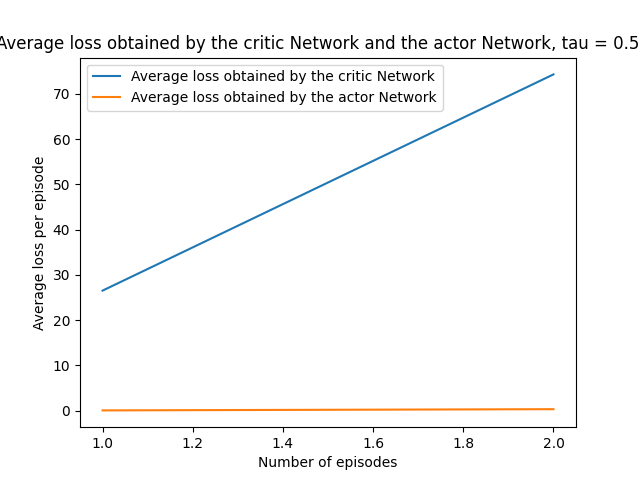 Average loss obtained by the critic Network and the actor Network, tau = 0.5
Average loss obtained by the critic Network
Average loss obtained by the actor Network
Average loss per episode
70
60
50
40
30
20
10
0
1.0 1.2 1.4 1.6 1.8 2.0
Number of episodes